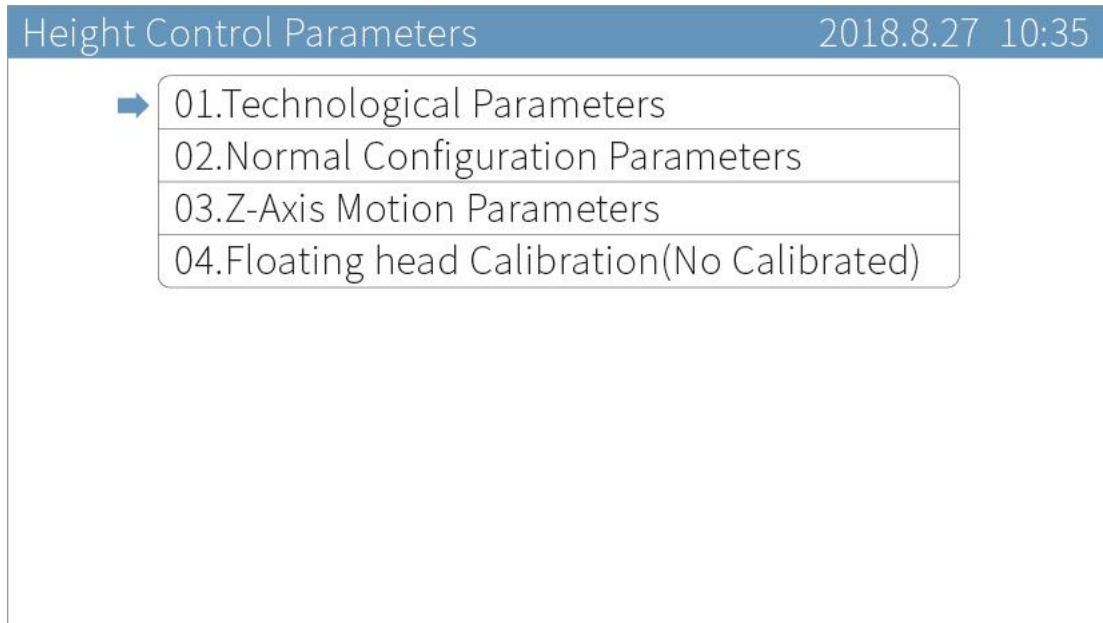 Height Control Parameters 2018.8.27 10:35
01.Technological Parameters
02.Normal Configuration Parameters
03.Z-Axis Motion Parameters
04.Floating head Calibration(No Calibrated)